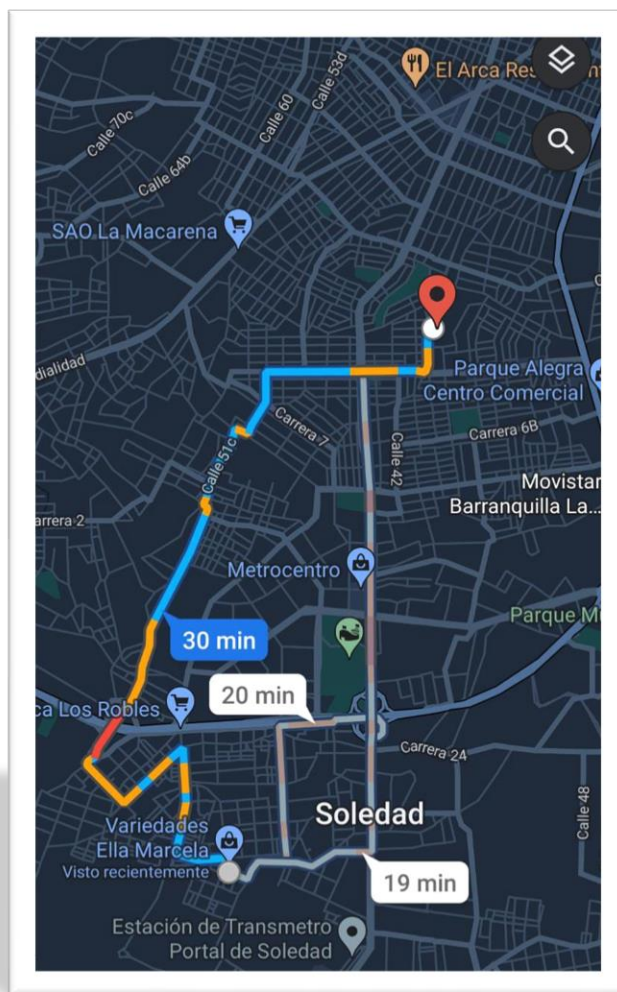 El Arca Res
Calle 53d
Calle 60
Calle 70c
Calle 64b
SAO La Macarena
dialidad
Parque Alegra
Centro Comercial
Carrera 7
Carrera 6B
Calle 51c
Calle 42
Movistar
Barranquilla La...
arrera 2
Metrocentro
Parque Mu
30 min
20 min
ca Los Robles
Carrera 24
Soledad
Calle 48
Variedades
Ella Marcela
Visto recientemente
19 min
Estación de Transmetro
Portal de Soledad